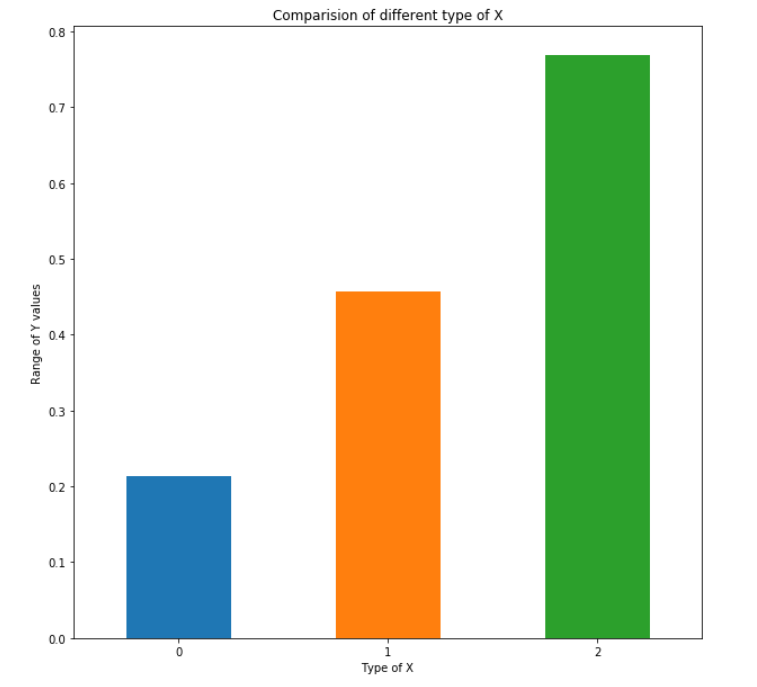 Comparision of different type of X
0.8
0.7
0.6
0.5
0.4
0.3
0.2
0.1
0.0
Range of Y values
0 1 2
Type of X